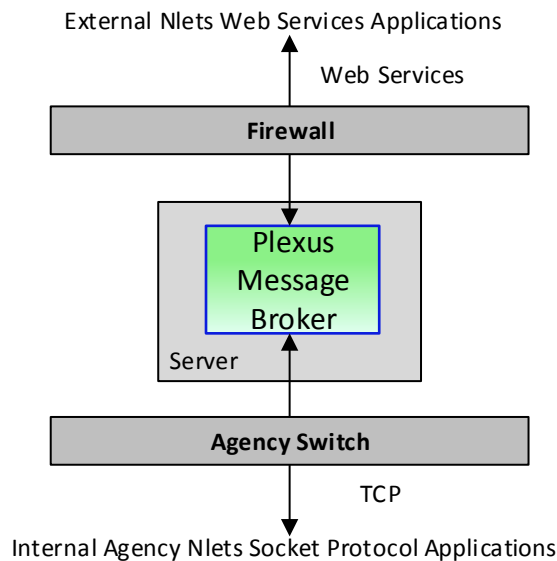 External Nlets Web Services Applications
Web Services
Firewall
Plexus
Message
Broker
Server
Agency Switch
TCP
Internal Agency Nlets Socket Protocol Applications